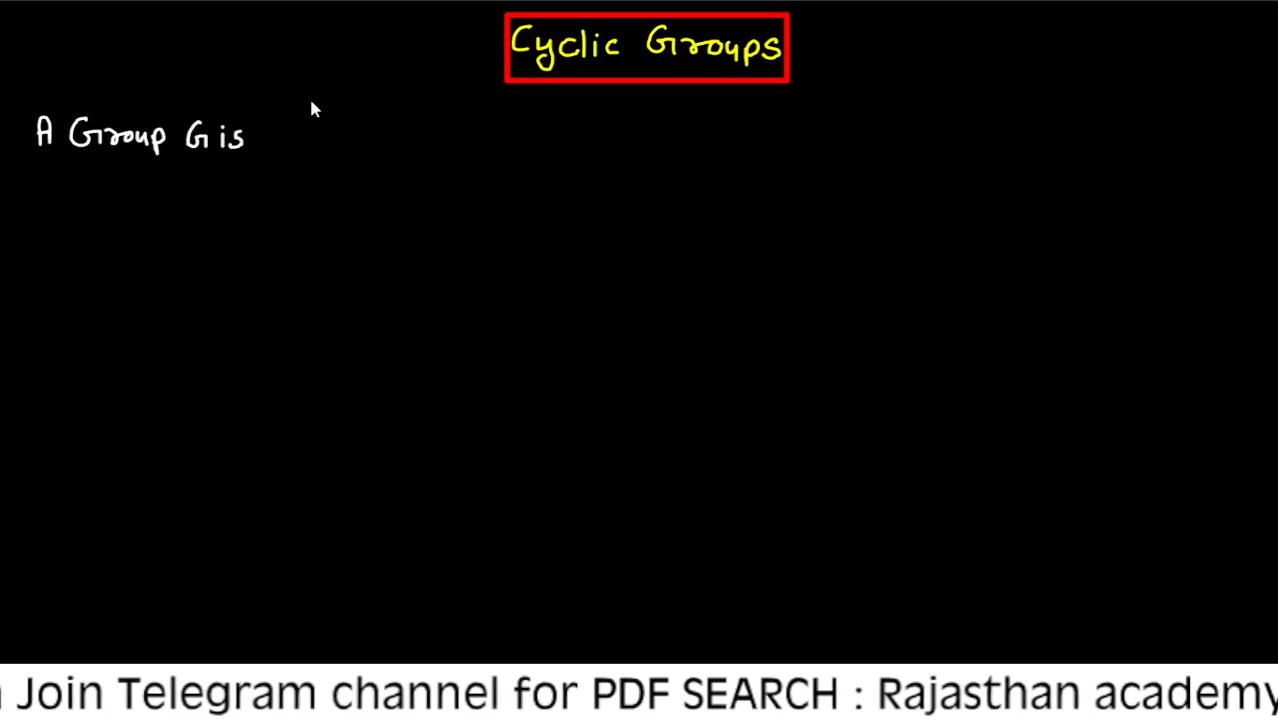 Cyclic Groups
A Group G is
Join Telegram channel for PDF SEARCH : Rajasthan academy